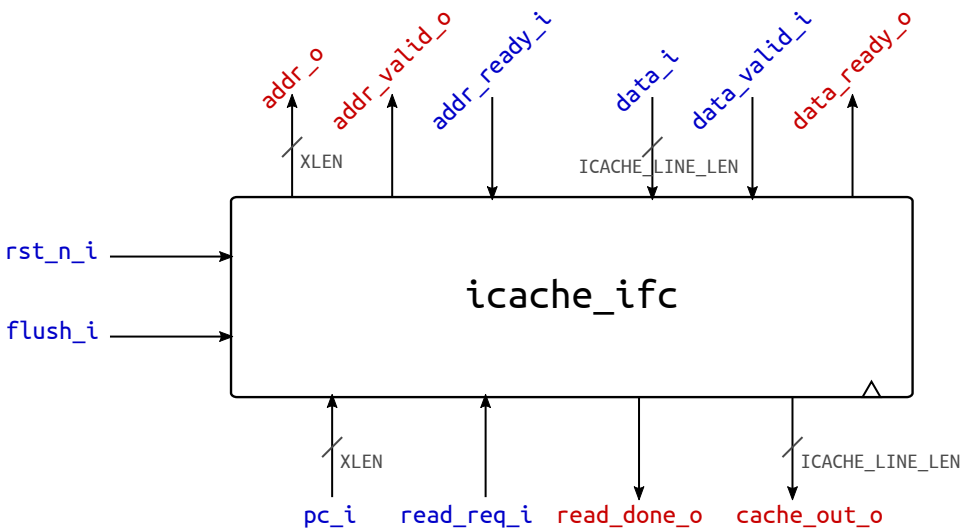 addr_o
addr_valid_o
addr_ready_i
data_i
data_valid_i
data_ready_o
XLEN
ICACHE_LINE_LEN
rst_n_i
icache_ifc
flush_i
XLEN
ICACHE_LINE_LEN
pc_i
read_req_i
read_done_o
cache_out_o